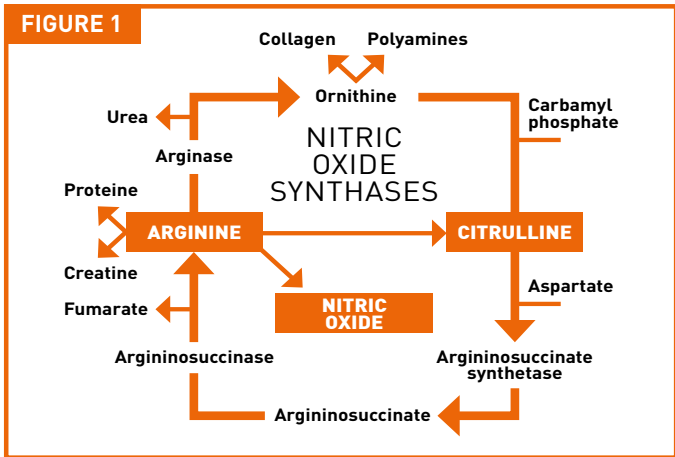 FIGURE 1
Collagen Polyamines
Ornithine
Urea
Carbamyl
phosphate
Arginase
NITRIC
OXIDE
SYNTHASES
Proteine
ARGININE
CITRULLINE
Creatine
Fumarate
NITRIC
OXIDE
Aspartate
Argininosuccinase
Argininosuccinate
synthetase
Argininosuccinate